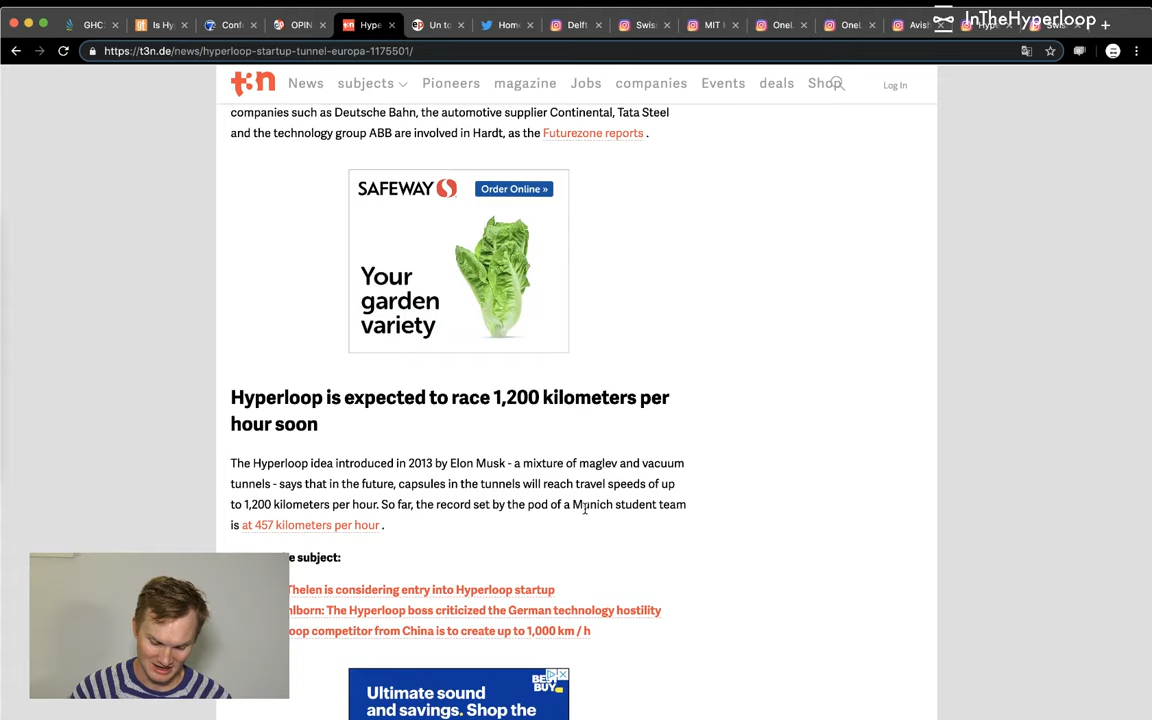 GHC:
Is Hy
Conf
OPIN
Hype
Un to
Hom
Delft
Swis
MIT
Onel
Onel
Avis
InTheHyperloop
https://t3n.de/news/hyperloop-startup-tunnel-europa-1175501/
t3n News subjects Pioneers magazine Jobs companies Events deals Shop Log In
companies such as Deutsche Bahn, the automotive supplier Continental, Tata Steel
and the technology group ABB are involved in Hardt, as the Futurezone reports .
SAFEWAY Order Online »
Your
garden
variety
Hyperloop is expected to race 1,200 kilometers per
hour soon
The Hyperloop idea introduced in 2013 by Elon Musk - a mixture of maglev and vacuum
tunnels - says that in the future, capsules in the tunnels will reach travel speeds of up
to 1,200 kilometers per hour. So far, the record set by the pod of a Munich student team
is at 457 kilometers per hour .
e subject:
Thelen is considering entry into Hyperloop startup
hlborn: The Hyperloop boss criticized the German technology hostility
oop competitor from China is to create up to 1,000 km / h
Ultimate sound
and savings. Shop the
BEST
BUY